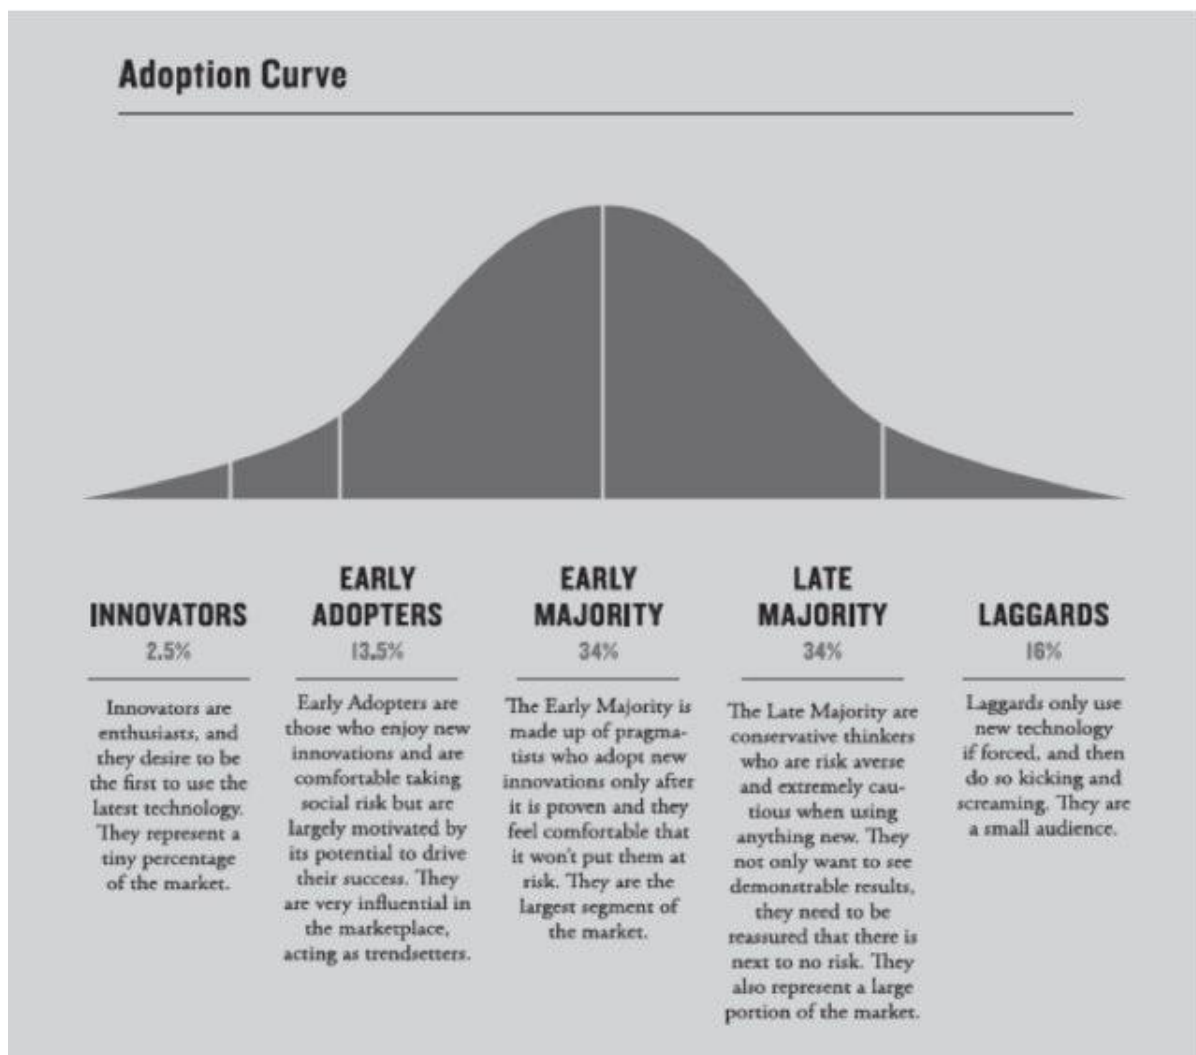 Adoption Curve
INNOVATORS
2.5%
Innovators are
enthusiasts, and
they desire to be
the first to use the
latest technology.
They represent a
tiny percentage
of the market.
EARLY
ADOPTERS
13.5%
Early Adopters are
those who enjoy new
innovations and are
comfortable taking
social risk but are
largely motivated by
its potential to drive
their success. They
are very influential in
the marketplace,
acting as trendsetters.
EARLY
MAJORITY
34%
The Early Majority is
made up of pragma-
tists who adopt new
innovations only after
it is proven and they
feel comfortable that
it won't put them at
risk. They are the
largest segment of
the market.
LATE
MAJORITY
34%
The Late Majority are
conservative thinkers
who are risk averse
and extremely cau-
tious when using
anything new. They
not only want to see
demonstrable results,
they need to be
reassured that there is
next to no risk. They
also represent a large
portion of the market.
LAGGARDS
16%
Laggards only use
new technology
if forced, and then
do so kicking and
screaming. They are
a small audience.